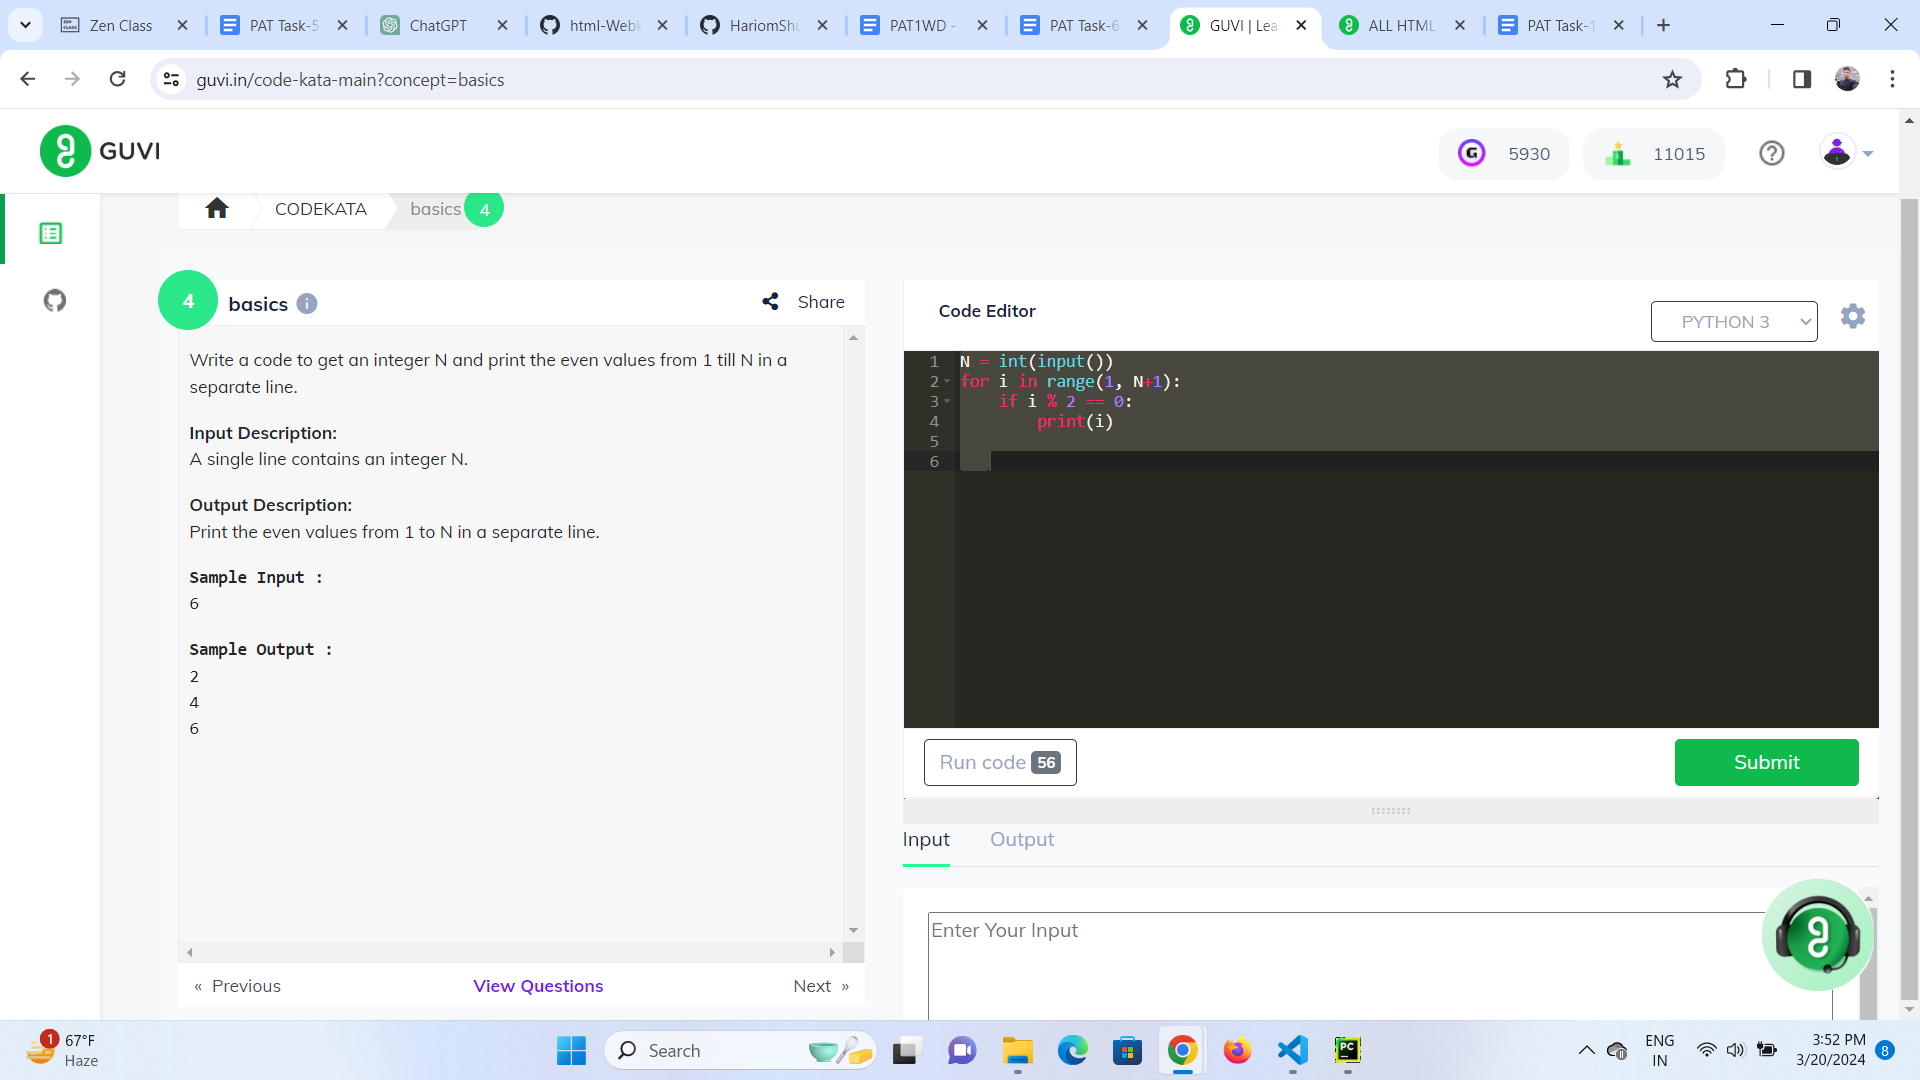 Zen Class
PAT Task-5
ChatGPT
html-Webk
HariomShu
PAT1WD -
PAT Task-6
GUVI | Lea
ALL HTML
PAT Task-1
guvi.in/code-kata-main?concept=basics
GUVI
5930
11015
CODEKATA
basics 4
4
basics
Share
Write a code to get an integer N and print the even values from 1 till N in a
separate line.
Input Description:
A single line contains an integer N.
Output Description:
Print the even values from 1 to N in a separate line.
Sample Input :
6
Sample Output :
2
4
6
« Previous
View Questions
Next »
Code Editor
PYTHON 3
1 N = int(input())
2 for i in range(1, N+1):
3     if i % 2 == 0:
4         print(i)
5
6
Run code 56
Submit
Input
Output
Enter Your Input
1
67°F
Haze
Search
PC
ENG
IN
3:52 PM
3/20/2024
8